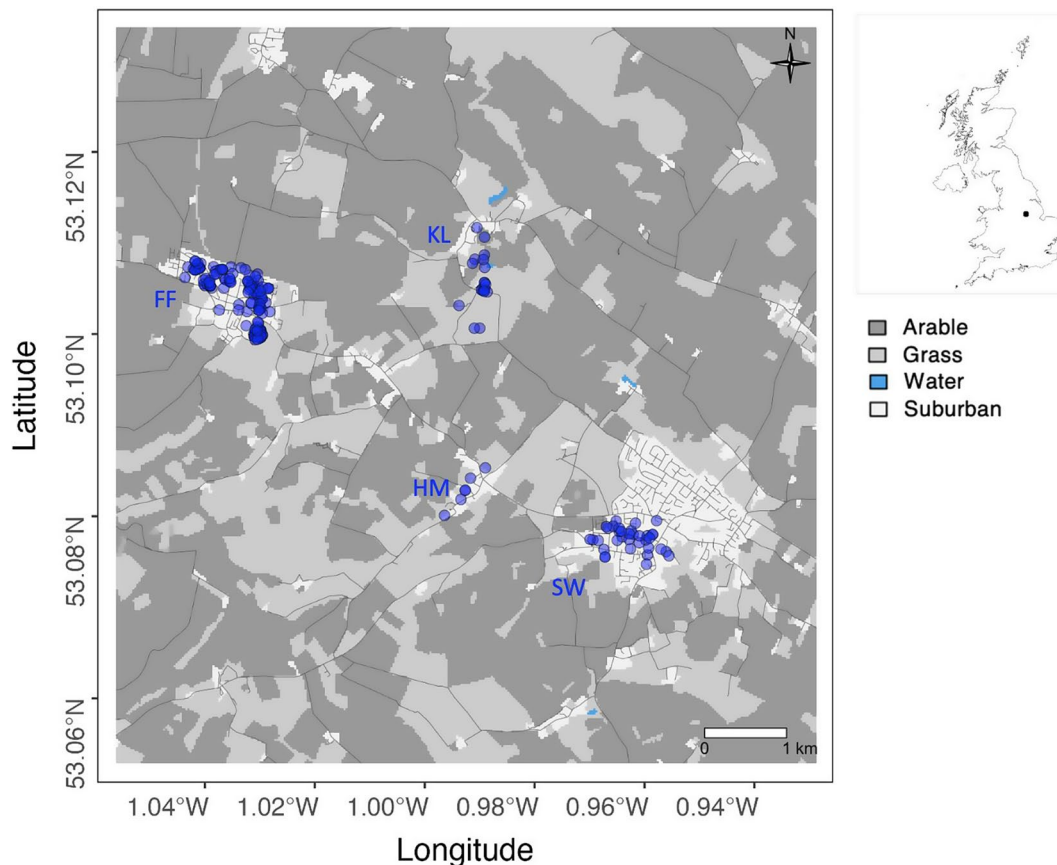 N
53.12°N
KL
FF
53.10°N
Latitude
HM
53.08°N
SW
53.06°N
0 1 km
1.04°W 1.02°W 1.00°W 0.98°W 0.96°W 0.94°W
Longitude
Arable
Grass
Water
Suburban